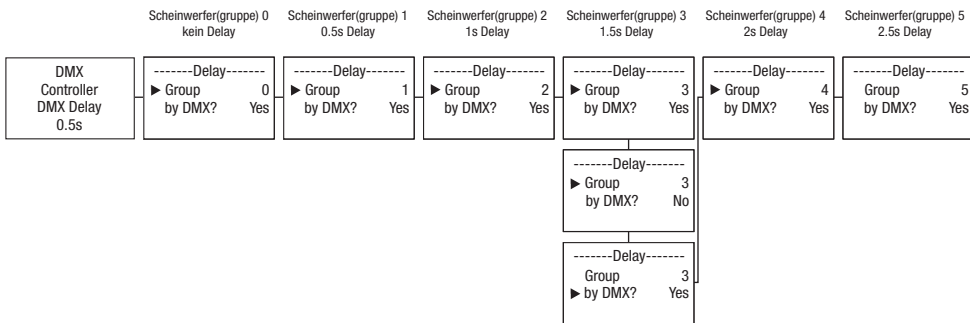 Scheinwerfer(gruppe) 0
kein Delay
Scheinwerfer(gruppe) 1
0.5s Delay
Scheinwerfer(gruppe) 2
1s Delay
Scheinwerfer(gruppe) 3
1.5s Delay
Scheinwerfer(gruppe) 4
2s Delay
Scheinwerfer(gruppe) 5
2.5s Delay
DMX
Controller
DMX Delay
0.5s
-------Delay-------
▶ Group 0
by DMX? Yes
-------Delay-------
▶ Group 1
by DMX? Yes
-------Delay-------
▶ Group 2
by DMX? Yes
-------Delay-------
▶ Group 3
by DMX? Yes
-------Delay-------
▶ Group 4
by DMX? Yes
-------Delay-------
Group 5
by DMX? Yes
-------Delay-------
▶ Group 3
by DMX? No
-------Delay-------
Group 3
▶ by DMX? Yes